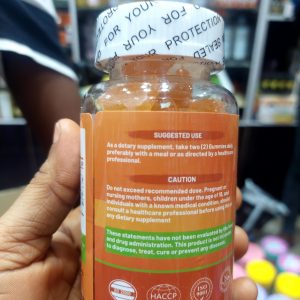 FOR YOUR PROTECTION
SEALED
SUGGESTED USE
As a dietary supplement, take two (2) Gummies daily,
preferably with a meal or as directed by a healthcare
professional.
CAUTION
Do not exceed recommended dose. Pregnant or
nursing mothers, children under the age of 18, and
individuals with a known medical condition, should
consult a healthcare professional before using this or
any dietary supplement
These statements have not been evaluated by the food
and drug administration. This product is not intended
to diagnose, treat, cure or prevent any disease.
HACCP
ISO